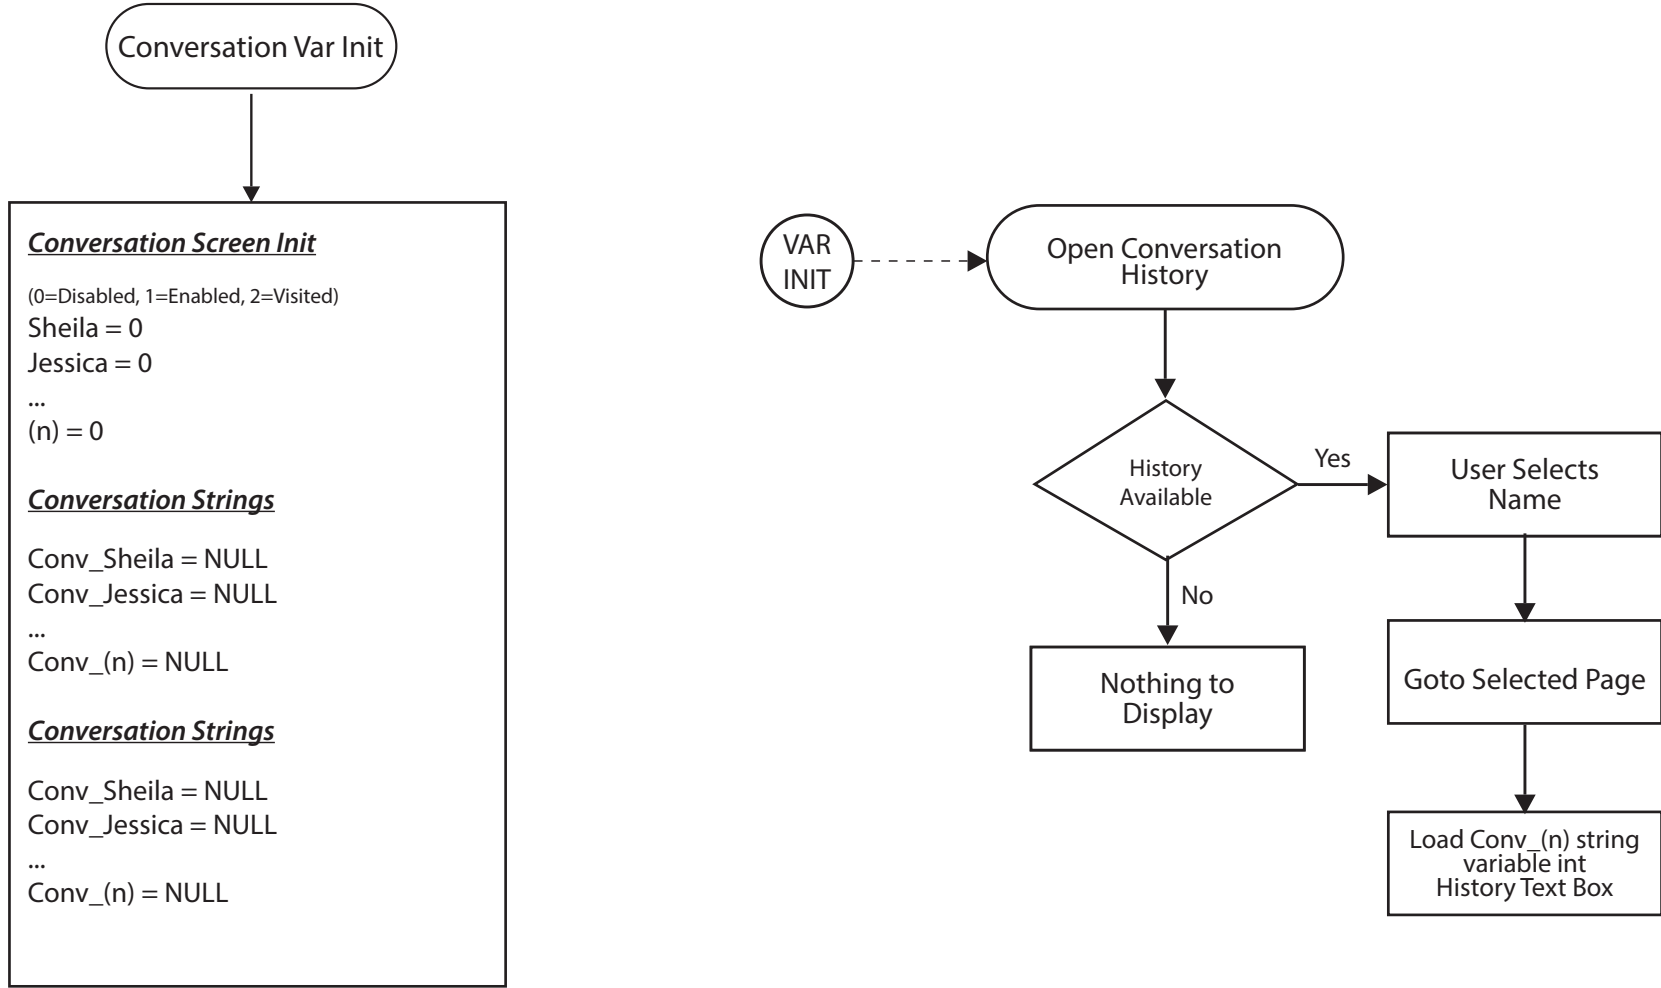 Conversation Var Init
Conversation Screen Init
(0=Disabled, 1=Enabled, 2=Visited)
Sheila = 0
Jessica = 0
...
(n) = 0
Conversation Strings
Conv_Sheila = NULL
Conv_Jessica = NULL
...
Conv_(n) = NULL
Conversation Strings
Conv_Sheila = NULL
Conv_Jessica = NULL
...
Conv_(n) = NULL
VAR
INIT
Open Conversation
History
History
Available
Yes
No
User Selects
Name
Nothing to
Display
Goto Selected Page
Load Conv_(n) string
variable int
History Text Box